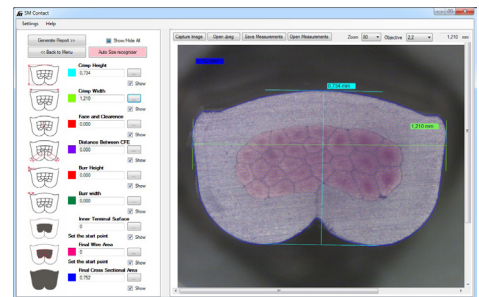 SM Contact
Settings Help
Generate Report >>
Show/Hide All
<< Back to Menu
Auto Size recogniser
Crimp Height
0,734
...
Show
Crimp Width
1,210
...
Show
Face and Clearence
0.000
...
Show
Distance Between CFE
0.000
...
Show
Burr Height
0.000
...
Show
Burr width
0.000
...
Show
Inner Terminal Surface
0
...
Set the start point
Show
Final Wire Area
0
...
Set the start point
Show
Final Cross Sectional Area
0.752
...
Show
Capture Image
Open Jpeg
Save Measurements
Open Measurements
Zoom 80
Objective 2.2
1,210 mm
0,734 mm
1,210 mm